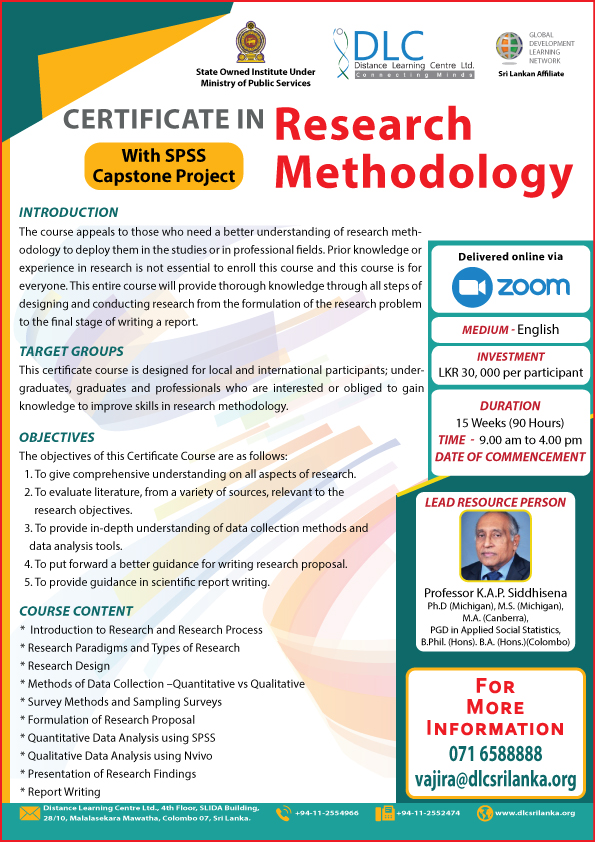 State Owned Institute Under
Ministry of Public Services
DLC
Distance Learning Centre Ltd.
Connecting Minds
GLOBAL
DEVELOPMENT
LEARNING
NETWORK
Sri Lankan Affiliate
CERTIFICATE IN Research
Methodology
With SPSS
Capstone Project
INTRODUCTION
The course appeals to those who need a better understanding of research meth-
odology to deploy them in the studies or in professional fields. Prior knowledge or
experience in research is not essential to enroll this course and this course is for
everyone. This entire course will provide thorough knowledge through all steps of
designing and conducting research from the formulation of the research problem
to the final stage of writing a report.
TARGET GROUPS
This certificate course is designed for local and international participants; under-
graduates, graduates and professionals who are interested or obliged to gain
knowledge to improve skills in research methodology.
OBJECTIVES
The objectives of this Certificate Course are as follows:
1. To give comprehensive understanding on all aspects of research.
2. To evaluate literature, from a variety of sources, relevant to the
research objectives.
3. To provide in-depth understanding of data collection methods and
data analysis tools.
4. To put forward a better guidance for writing research proposal.
5. To provide guidance in scientific report writing.
COURSE CONTENT
* Introduction to Research and Research Process
* Research Paradigms and Types of Research
* Research Design
* Methods of Data Collection –Quantitative vs Qualitative
* Survey Methods and Sampling Surveys
* Formulation of Research Proposal
* Quantitative Data Analysis using SPSS
* Qualitative Data Analysis using Nvivo
* Presentation of Research Findings
* Report Writing
Delivered online via
zoom
MEDIUM - English
INVESTMENT
LKR 30, 000 per participant
DURATION
15 Weeks (90 Hours)
TIME - 9.00 am to 4.00 pm
DATE OF COMMENCEMENT
LEAD RESOURCE PERSON
Professor K.A.P. Siddhisena
Ph.D (Michigan), M.S. (Michigan),
M.A. (Canberra),
PGD in Applied Social Statistics,
B.Phil. (Hons). B.A. (Hons.)(Colombo)
FOR
MORE
INFORMATION
071 6588888
vajira@dlcsrilanka.org
Distance Learning Centre Ltd., 4th Floor, SLIDA Building,
28/10, Malalasekara Mawatha, Colombo 07, Sri Lanka.
+94-11-2554966
+94-11-2552474
www.dlcsrilanka.org